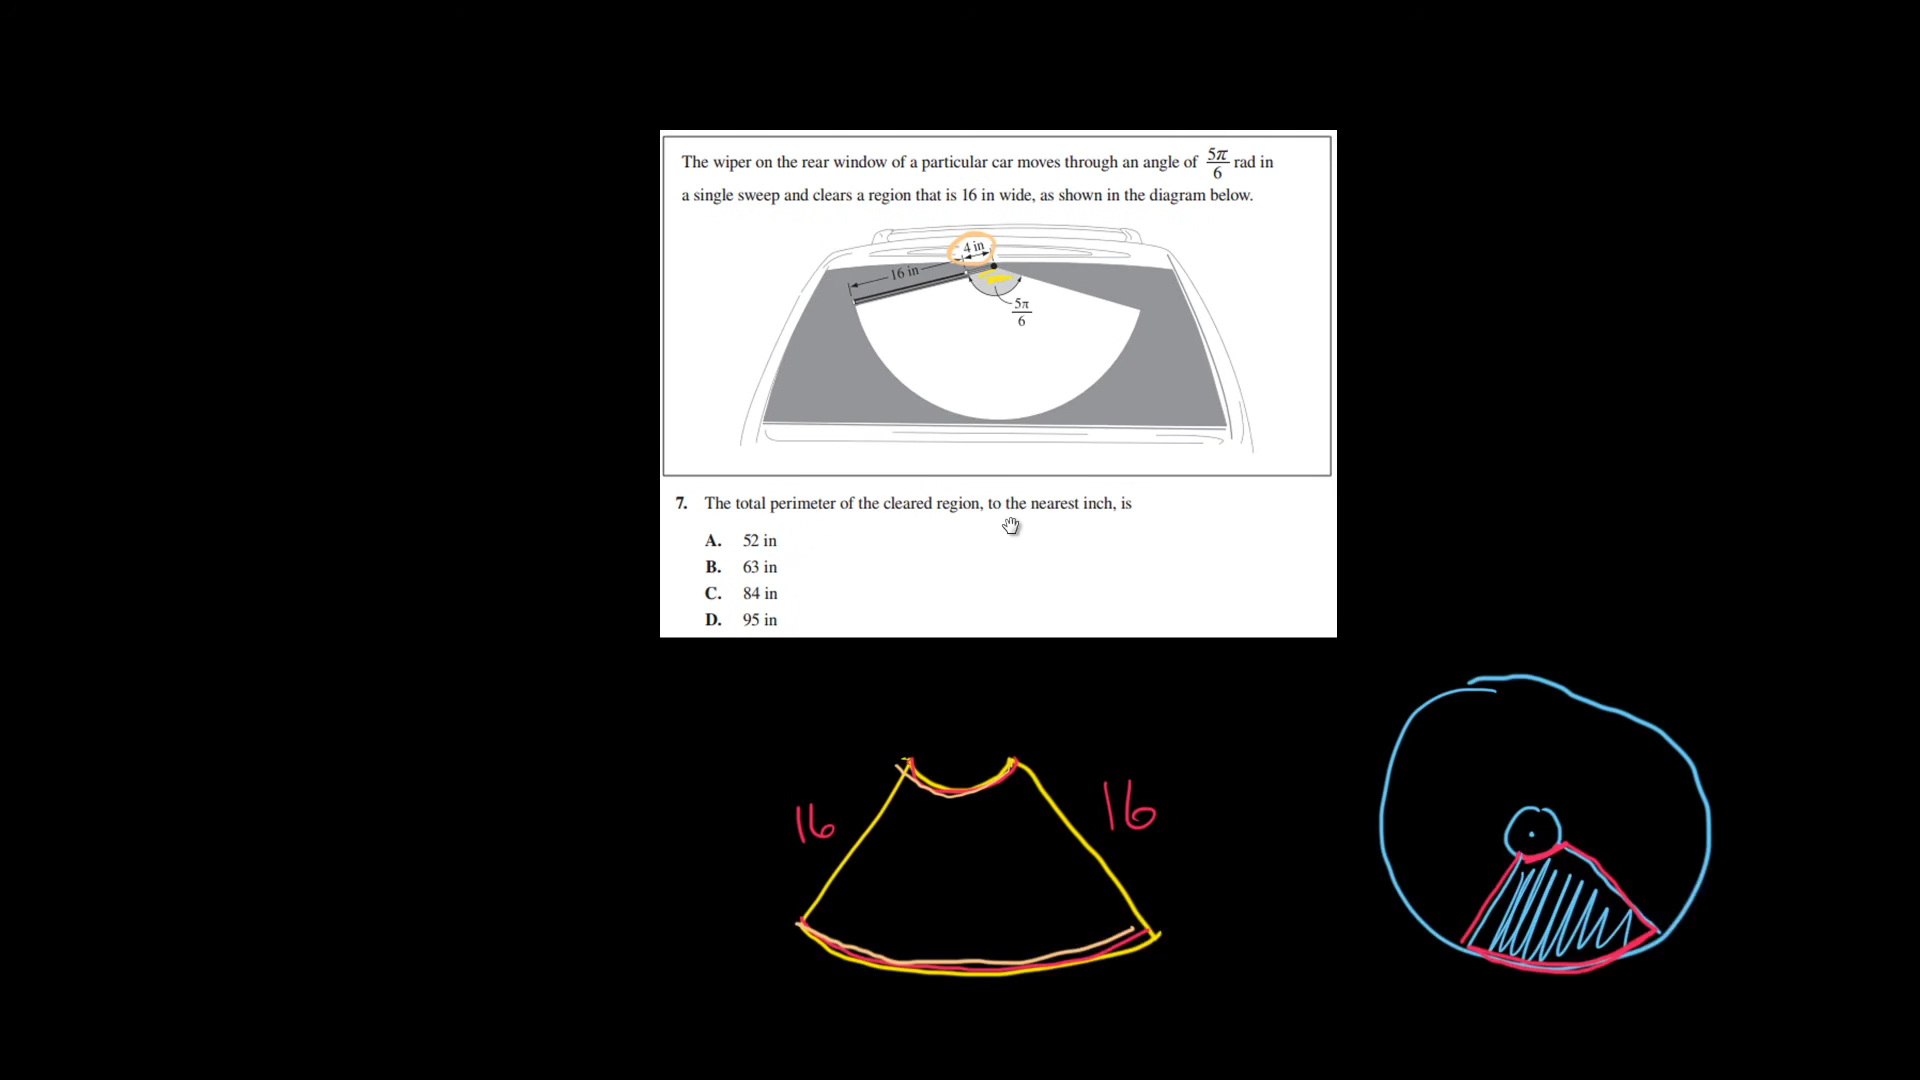 The wiper on the rear window of a particular car moves through an angle of 5π/6 rad in
a single sweep and clears a region that is 16 in wide, as shown in the diagram below.
4 in
16 in
5π/6
7. The total perimeter of the cleared region, to the nearest inch, is
A. 52 in
B. 63 in
C. 84 in
D. 95 in
16
16